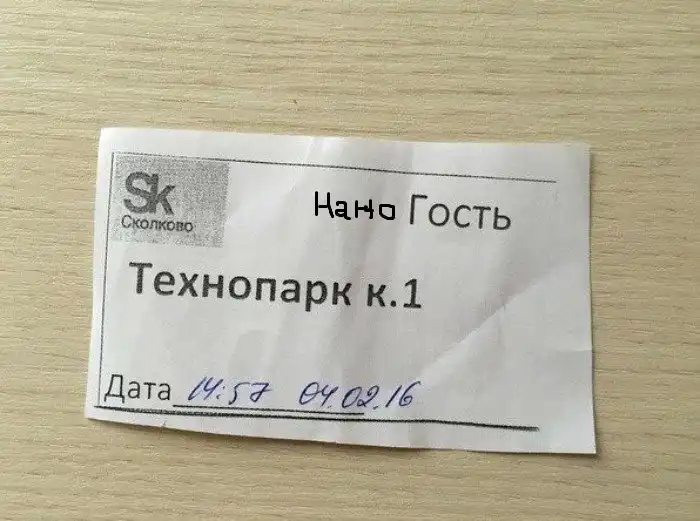 Sk
Сколково
Нано Гость
Технопарк к.1
Дата 14:57 04.02.16